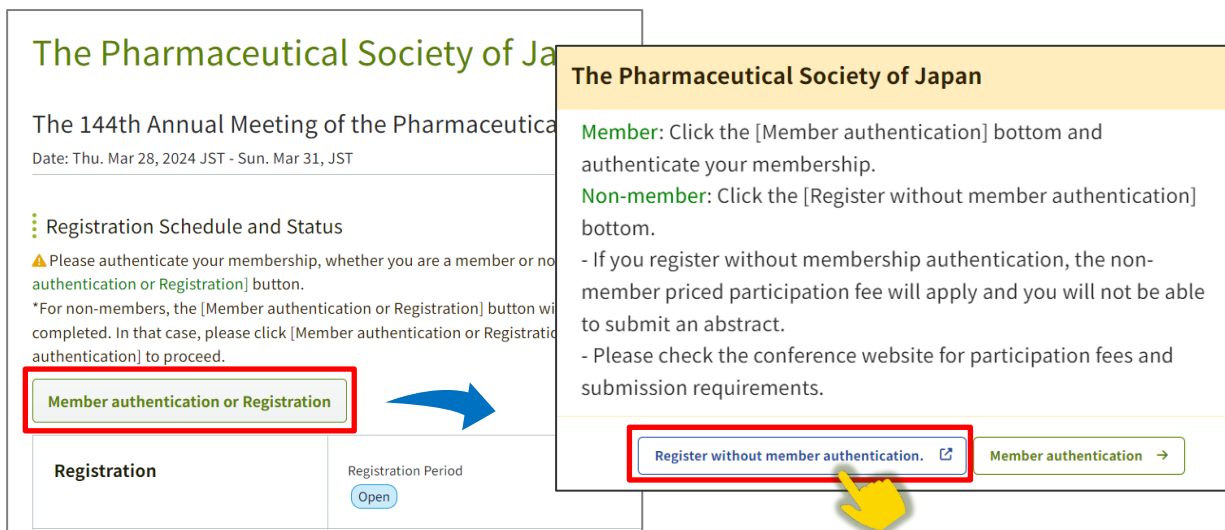 The Pharmaceutical Society of Ja
The 144th Annual Meeting of the Pharmaceutica
Date: Thu. Mar 28, 2024 JST - Sun. Mar 31, JST
Registration Schedule and Status
Please authenticate your membership, whether you are a member or no
authentication or Registration] button.
*For non-members, the [Member authentication or Registration] button wi
completed. In that case, please click [Member authentication or Registratio
authentication] to proceed.
Member authentication or Registration
Registration
Registration Period
Open
The Pharmaceutical Society of Japan
Member: Click the [Member authentication] bottom and
authenticate your membership.
Non-member: Click the [Register without member authentication]
bottom.
- If you register without membership authentication, the non-
member priced participation fee will apply and you will not be able
to submit an abstract.
- Please check the conference website for participation fees and
submission requirements.
Register without member authentication.
Member authentication →